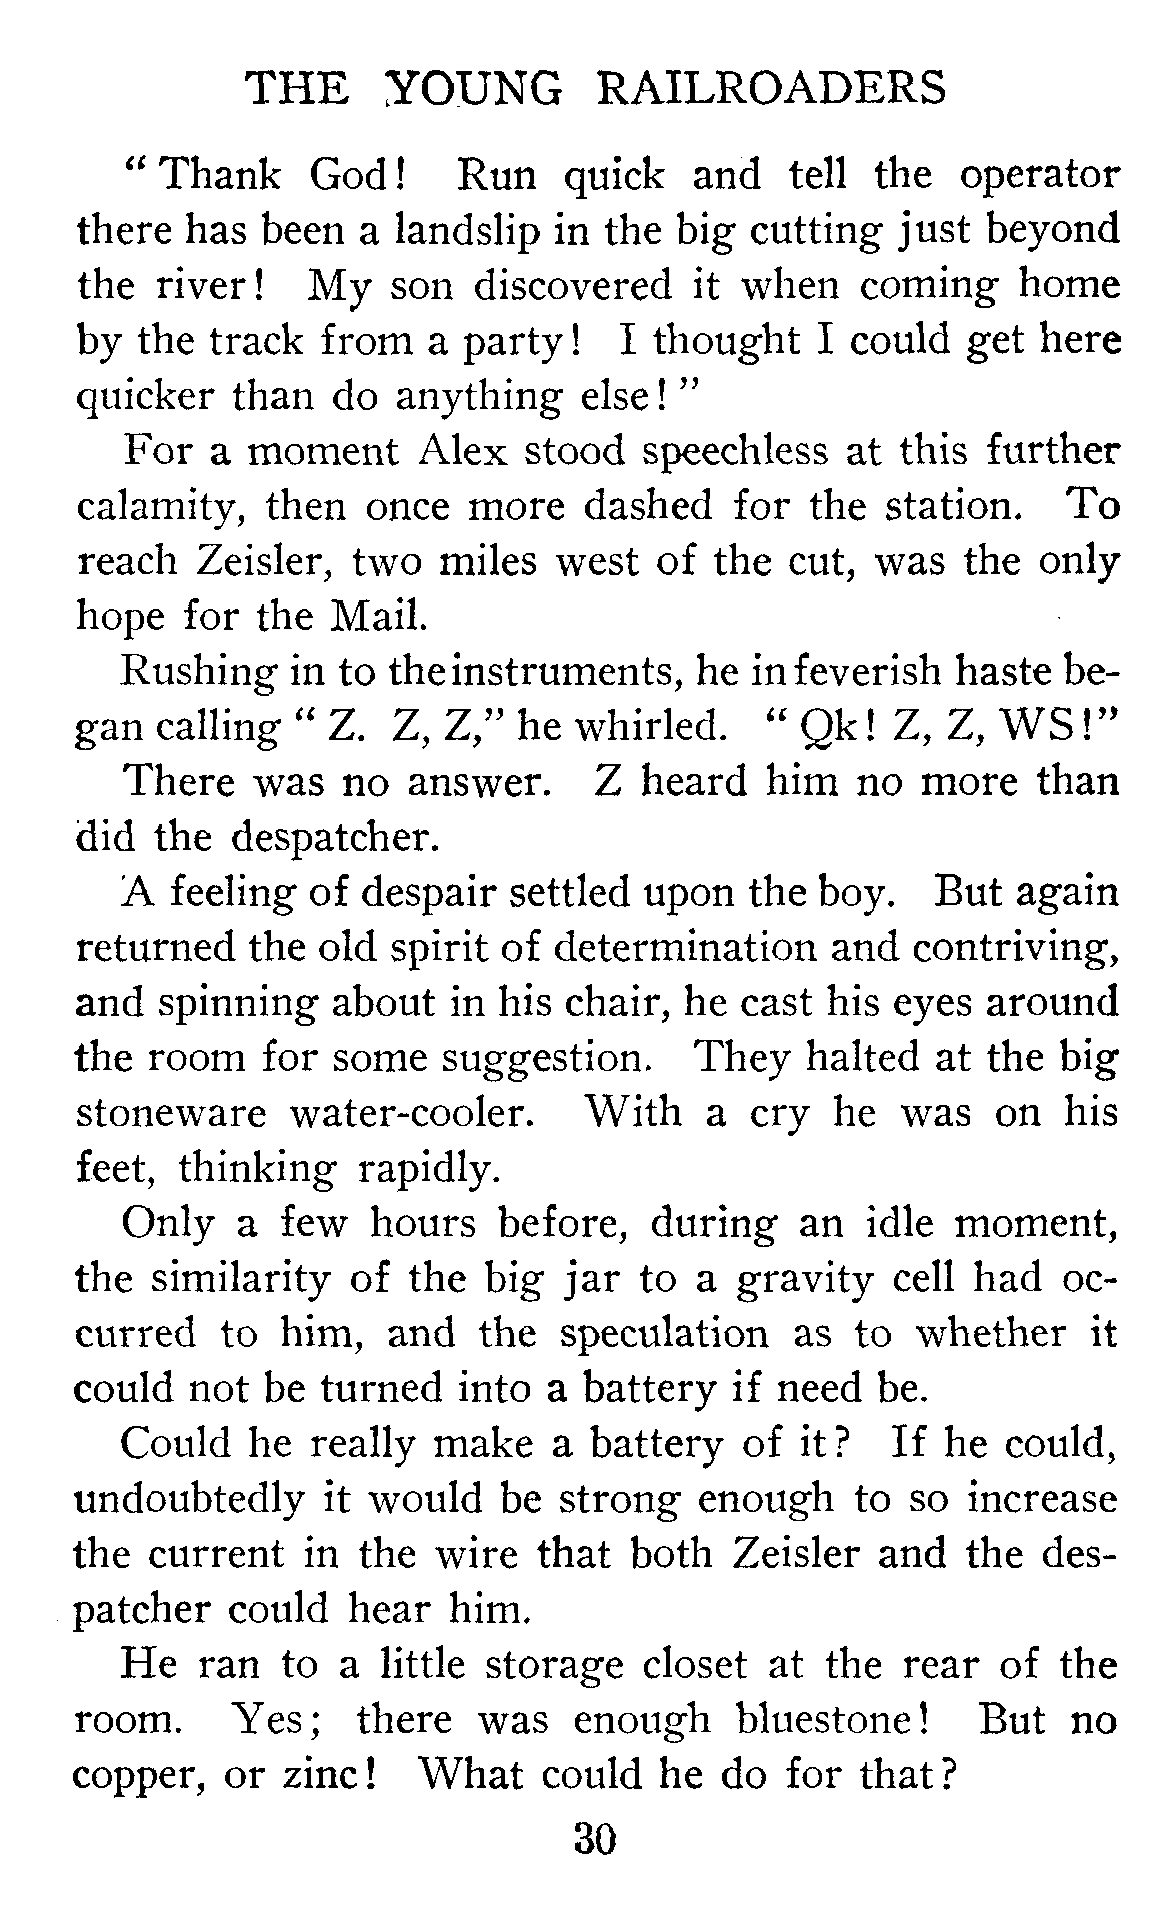 THE YOUNG RAILROADERS
“ Thank God! Run quick and tell the operator
there has been a landslip in the big cutting just beyond
the river! My son discovered it when coming home
by the track from a party! I thought I could get here
quicker than do anything else! ”
For a moment Alex stood speechless at this further
calamity, then once more dashed for the station. To
reach Zeisler, two miles west of the cut, was the only
hope for the Mail.
Rushing in to the instruments, he in feverish haste be-
gan calling “ Z. Z, Z,” he whirled. “ Qk! Z, Z, WS!”
There was no answer. Z heard him no more than
did the despatcher.
A feeling of despair settled upon the boy. But again
returned the old spirit of determination and contriving,
and spinning about in his chair, he cast his eyes around
the room for some suggestion. They halted at the big
stoneware water-cooler. With a cry he was on his
feet, thinking rapidly.
Only a few hours before, during an idle moment,
the similarity of the big jar to a gravity cell had oc-
curred to him, and the speculation as to whether it
could not be turned into a battery if need be.
Could he really make a battery of it? If he could,
undoubtedly it would be strong enough to so increase
the current in the wire that both Zeisler and the des-
patcher could hear him.
He ran to a little storage closet at the rear of the
room. Yes; there was enough bluestone! But no
copper, or zinc! What could he do for that?
30